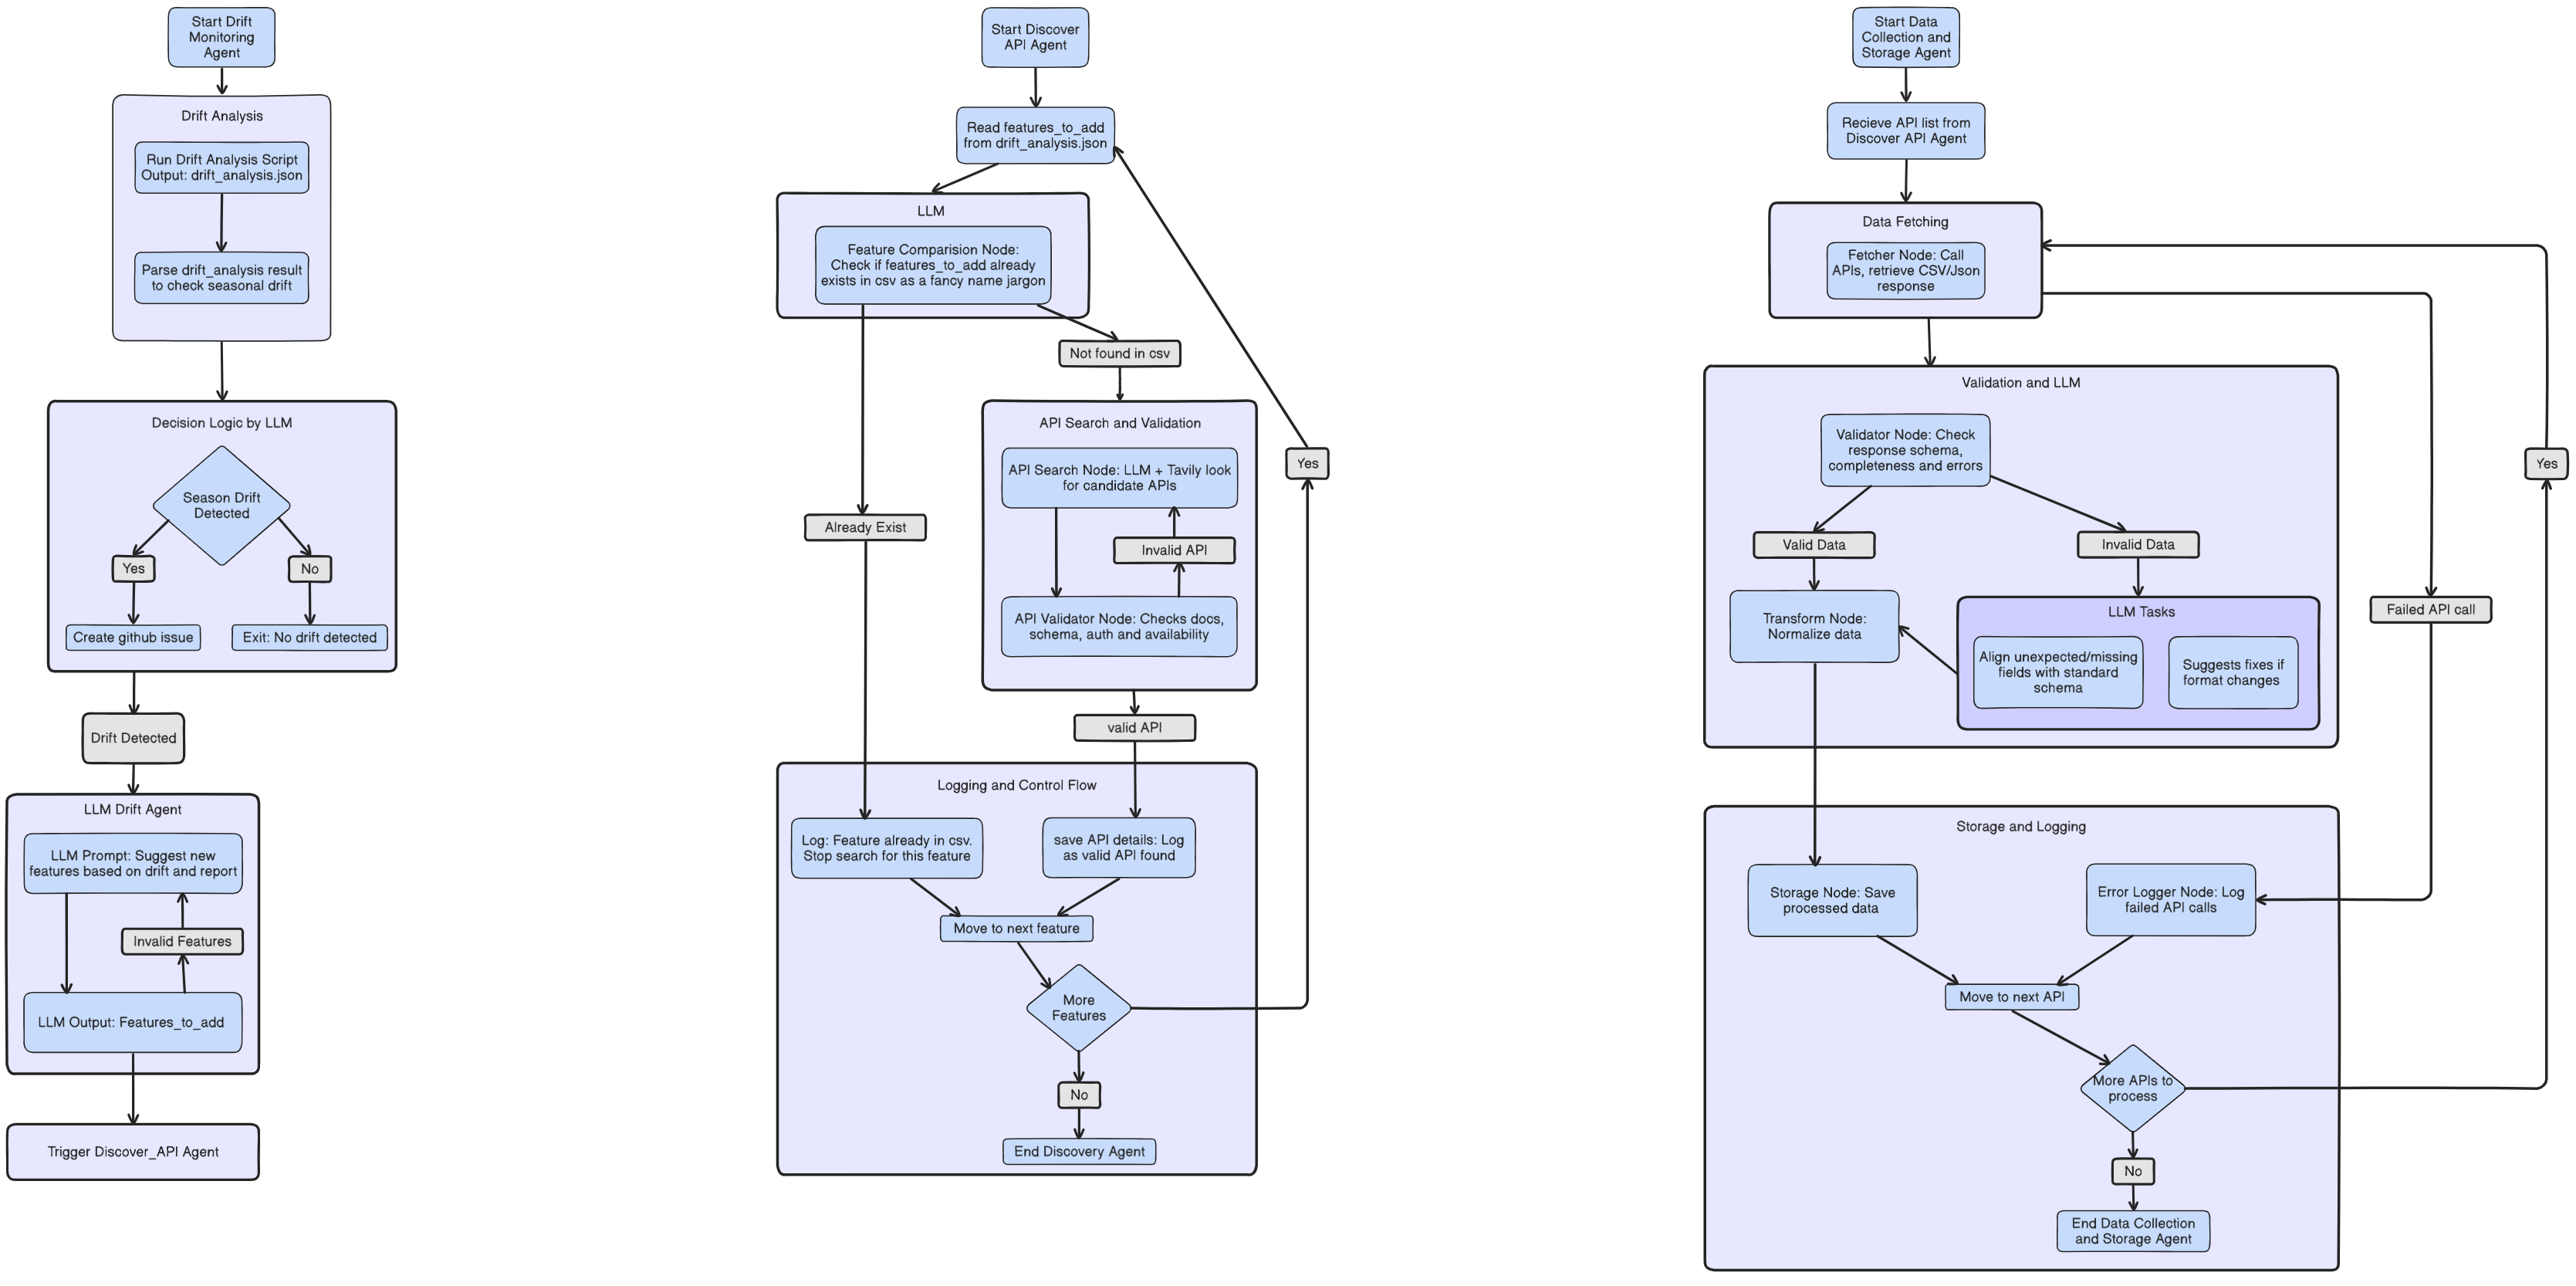 Start Drift
Monitoring
Agent
Drift Analysis
Run Drift Analysis Script
Output: drift_analysis.json
Parse drift_analysis result
to check seasonal drift
Decision Logic by LLM
Season Drift
Detected
Yes
No
Create github issue
Exit: No drift detected
Drift Detected
LLM Drift Agent
LLM Prompt: Suggest new
features based on drift and report
Invalid Features
LLM Output: Features_to_add
Trigger Discover_API Agent
Start Discover
API Agent
Read features_to_add
from drift_analysis.json
LLM
Feature Comparision Node:
Check if features_to_add already
exists in csv as a fancy name jargon
Not found in csv
API Search and Validation
API Search Node: LLM + Tavily look
for candidate APIs
Yes
Already Exist
Invalid API
API Validator Node: Checks docs,
schema, auth and availability
valid API
Logging and Control Flow
Log: Feature already in csv.
Stop search for this feature
save API details: Log
as valid API found
Move to next feature
More
Features
No
End Discovery Agent
Start Data
Collection and
Storage Agent
Recieve API list from
Discover API Agent
Data Fetching
Fetcher Node: Call
APIs, retrieve CSV/Json
response
Validation and LLM
Validator Node: Check
response schema,
completeness and errors
Yes
Valid Data
Invalid Data
Transform Node:
Normalize data
LLM Tasks
Align unexpected/missing
fields with standard
schema
Suggests fixes if
format changes
Failed API call
Storage and Logging
Storage Node: Save
processed data
Error Logger Node: Log
failed API calls
Move to next API
More APIs to
process
No
End Data Collection
and Storage Agent